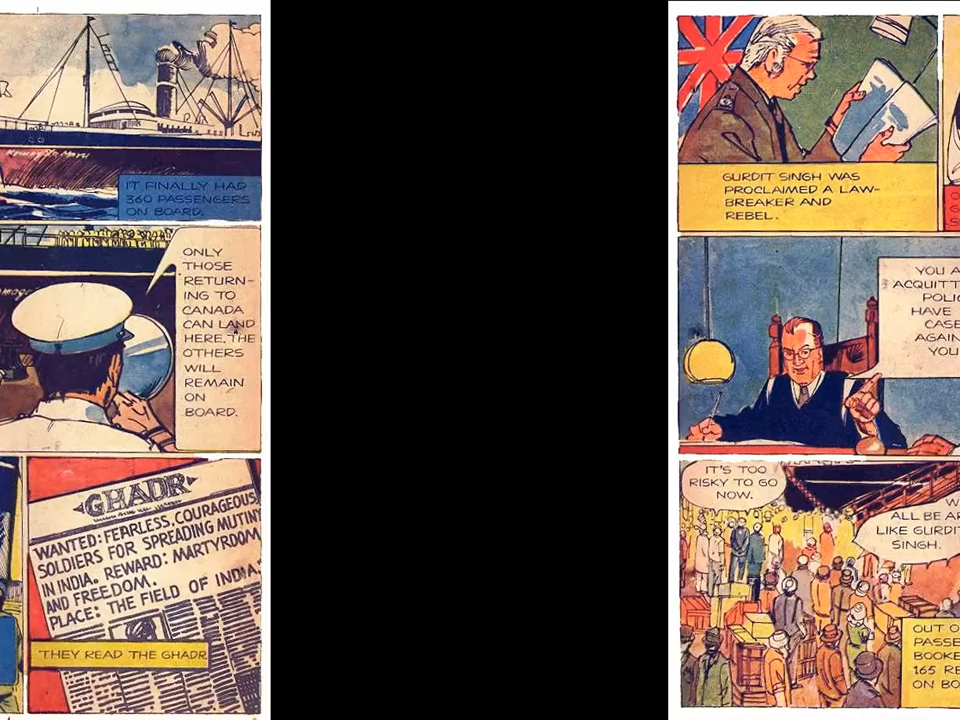 IT FINALLY HAD
360 PASSENGERS
ON BOARD.
ONLY
THOSE
RETURN-
ING TO
CANADA
CAN LAND
HERE. THE
OTHERS
WILL
REMAIN
ON
BOARD.
GHADR
WANTED: FEARLESS, COURAGEOUS
SOLDIERS FOR SPREADING MUTINY
IN INDIA. REWARD: MARTYRDOM
AND FREEDOM.
PLACE: THE FIELD OF INDIA.
THEY READ THE GHADR
GURDIT SINGH WAS
PROCLAIMED A LAW-
BREAKER AND
REBEL.
YOU A
ACQUITT
POLIC
HAVE
CASE
AGAIN
YOU
IT'S TOO
RISKY TO GO
NOW.
W
ALL BE AR
LIKE GURDIT
SINGH.
OUT O
PASSE
BOOKE
165 RE
ON BO